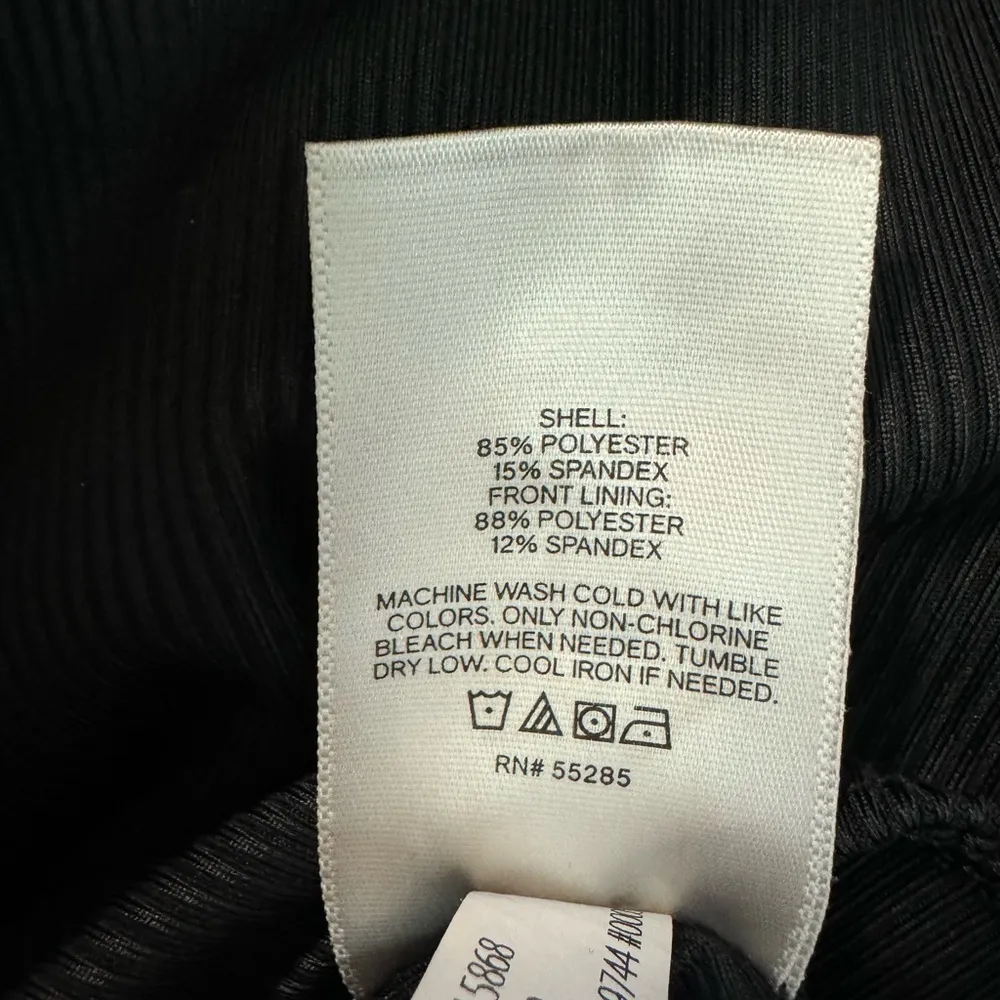 SHELL:
85% POLYESTER
15% SPANDEX
FRONT LINING:
88% POLYESTER
12% SPANDEX
MACHINE WASH COLD WITH LIKE
COLORS. ONLY NON-CHLORINE
BLEACH WHEN NEEDED. TUMBLE
DRY LOW. COOL IRON IF NEEDED.
RN# 55285
5868